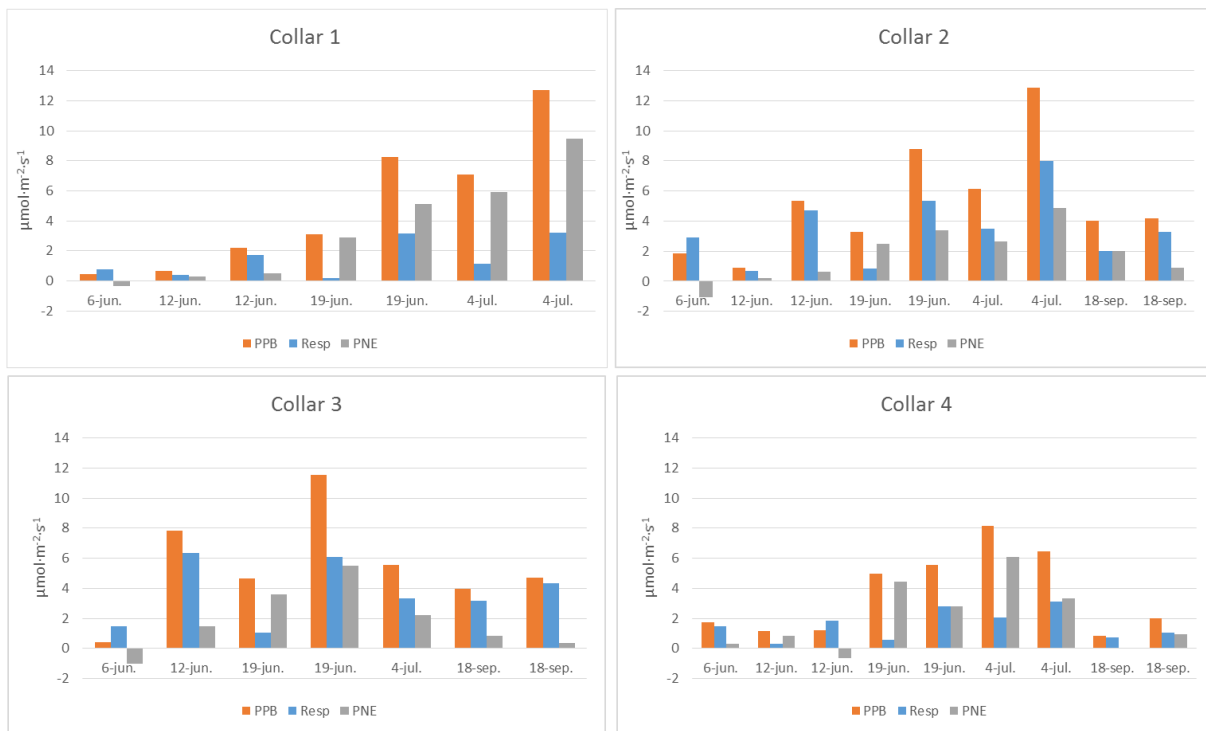 Collar 1
14
12
10
8
6
4
2
0
-2
µmol·m⁻²·s⁻¹
6-jun. 12-jun. 12-jun. 19-jun. 19-jun. 4-jul. 4-jul.
PPB Resp PNE
Collar 2
14
12
10
8
6
4
2
0
-2
µmol·m⁻²·s⁻¹
6-jun. 12-jun. 12-jun. 19-jun. 19-jun. 4-jul. 4-jul. 18-sep. 18-sep.
PPB Resp PNE
Collar 3
14
12
10
8
6
4
2
0
-2
µmol·m⁻²·s⁻¹
6-jun. 12-jun. 19-jun. 19-jun. 4-jul. 18-sep. 18-sep.
PPB Resp PNE
Collar 4
14
12
10
8
6
4
2
0
-2
µmol·m⁻²·s⁻¹
6-jun. 12-jun. 12-jun. 19-jun. 19-jun. 4-jul. 4-jul. 18-sep. 18-sep.
PPB Resp PNE